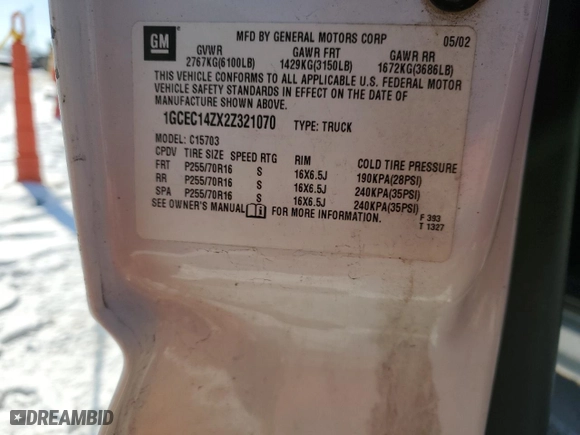 GM
MFD BY GENERAL MOTORS CORP 05/02
GVWR GAWR FRT GAWR RR
2767KG(6100LB) 1429KG(3150LB) 1672KG(3686LB)
THIS VEHICLE CONFORMS TO ALL APPLICABLE U.S. FEDERAL MOTOR
VEHICLE SAFETY STANDARDS IN EFFECT ON THE DATE OF
MANUFACTURE SHOWN ABOVE.
1GCEC14ZX2Z321070 TYPE: TRUCK
MODEL: C15703
CPDV TIRE SIZE SPEED RTG RIM COLD TIRE PRESSURE
FRT P255/70R16 S 16X6.5J 190KPA(28PSI)
RR P255/70R16 S 16X6.5J 240KPA(35PSI)
SPA P255/70R16 S 16X6.5J 240KPA(35PSI)
SEE OWNER'S MANUAL FOR MORE INFORMATION.
F 393
T 1327
DREAMBID